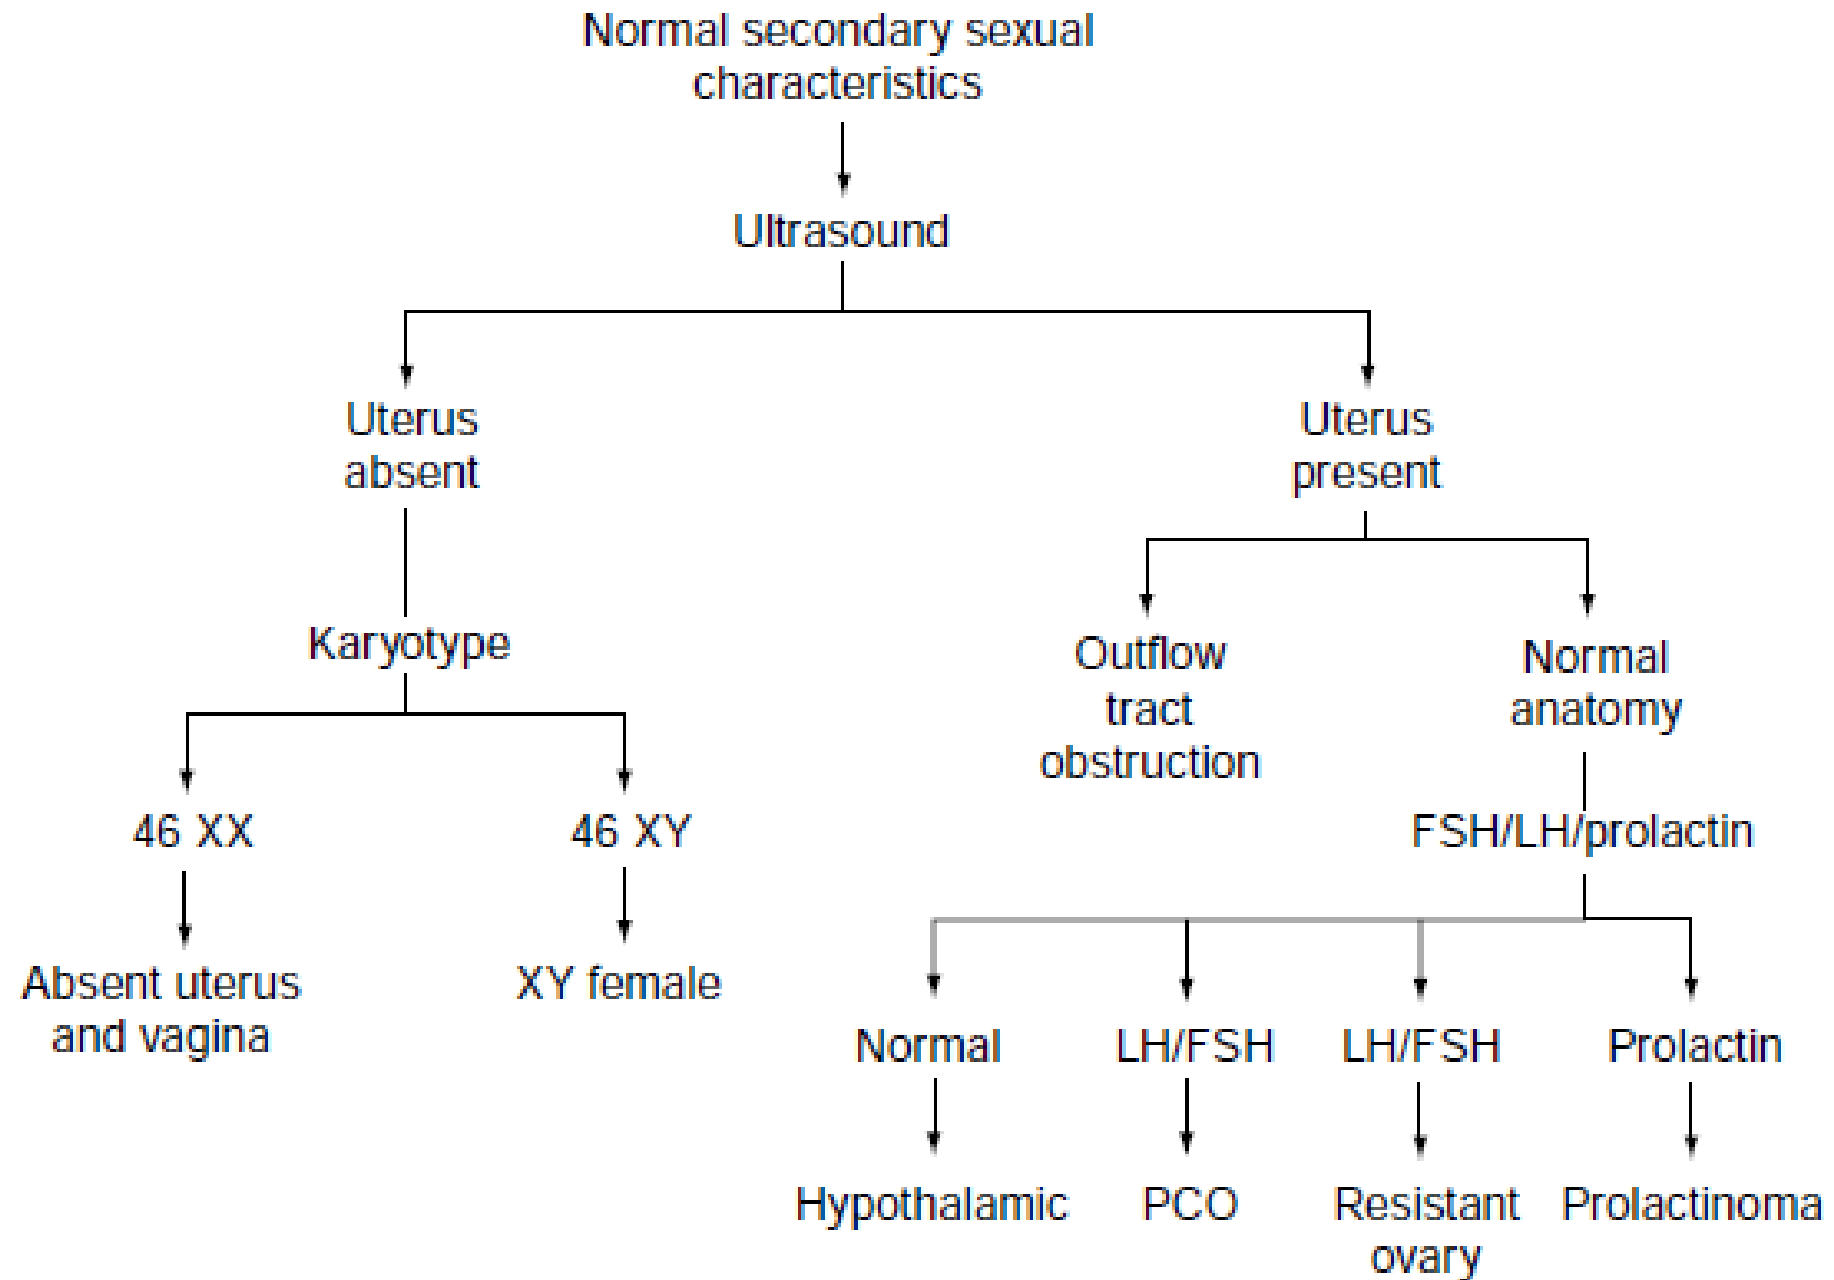 Normal secondary sexual
characteristics
Ultrasound
Uterus
absent
Uterus
present
Karyotype
Outflow
tract
obstruction
Normal
anatomy
46 XX
46 XY
FSH/LH/prolactin
Absent uterus
and vagina
XY female
Normal
LH/FSH
LH/FSH
Prolactin
Hypothalamic
PCO
Resistant
ovary
Prolactinoma